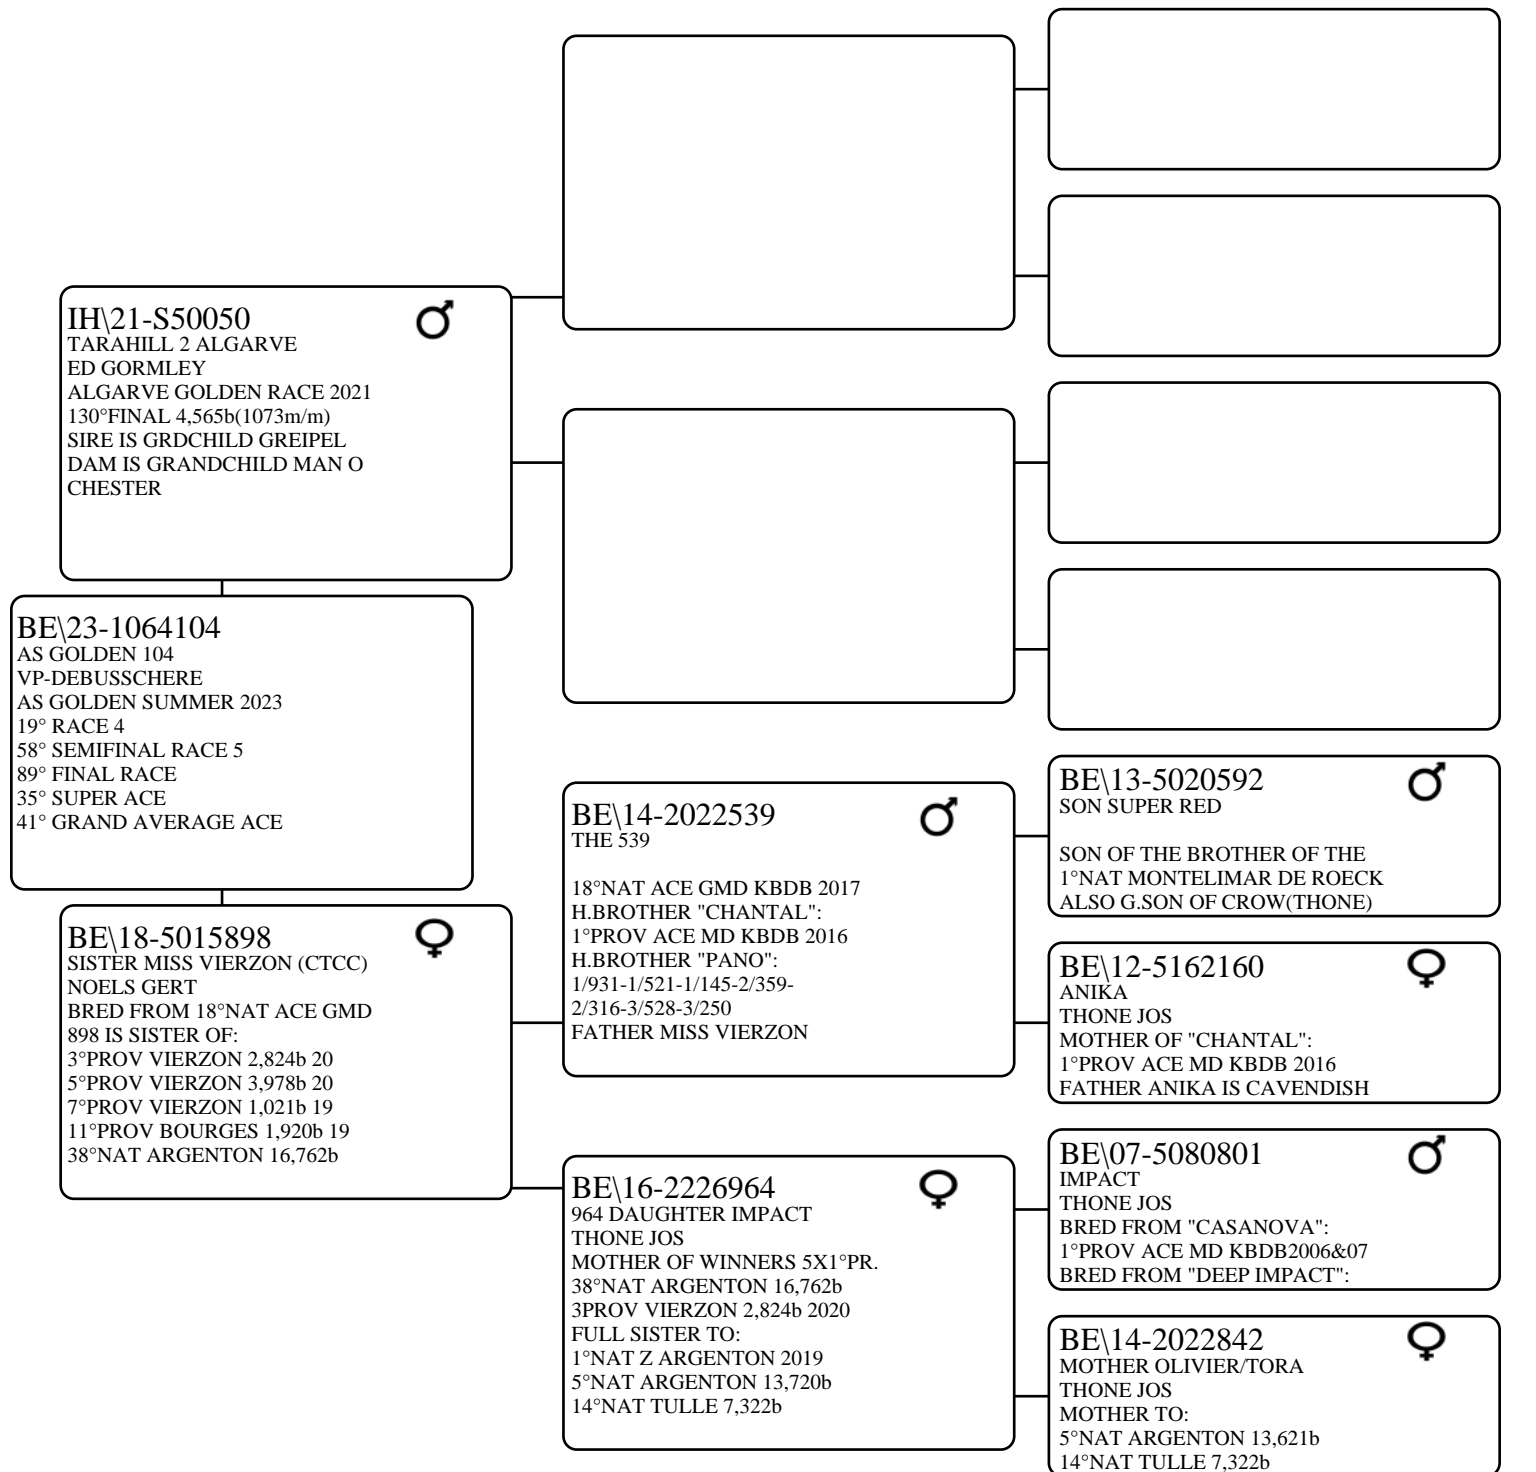 IH\21-S50050
TARAHILL 2 ALGARVE
ED GORMLEY
ALGARVE GOLDEN RACE 2021
130°FINAL 4,565b(1073m/m)
SIRE IS GRDCHILD GREIPEL
DAM IS GRANDCHILD MAN O
CHESTER
BE\23-1064104
AS GOLDEN 104
VP-DEBUSSCHERE
AS GOLDEN SUMMER 2023
19° RACE 4
58° SEMIFINAL RACE 5
89° FINAL RACE
35° SUPER ACE
41° GRAND AVERAGE ACE
BE\18-5015898
SISTER MISS VIERZON (CTCC)
NOELS GERT
BRED FROM 18°NAT ACE GMD
898 IS SISTER OF:
3°PROV VIERZON 2,824b 20
5°PROV VIERZON 3,978b 20
7°PROV VIERZON 1,021b 19
11°PROV BOURGES 1,920b 19
38°NAT ARGENTON 16,762b
BE\14-2022539
THE 539
18°NAT ACE GMD KBDB 2017
H.BROTHER "CHANTAL":
1°PROV ACE MD KBDB 2016
H.BROTHER "PANO":
1/931-1/521-1/145-2/359-
2/316-3/528-3/250
FATHER MISS VIERZON
BE\16-2226964
964 DAUGHTER IMPACT
THONE JOS
MOTHER OF WINNERS 5X1°PR.
38°NAT ARGENTON 16,762b
3PROV VIERZON 2,824b 2020
FULL SISTER TO:
1°NAT Z ARGENTON 2019
5°NAT ARGENTON 13,720b
14°NAT TULLE 7,322b
BE\13-5020592
SON SUPER RED
SON OF THE BROTHER OF THE
1°NAT MONTELIMAR DE ROECK
ALSO G.SON OF CROW(THONE)
BE\12-5162160
ANIKA
THONE JOS
MOTHER OF "CHANTAL":
1°PROV ACE MD KBDB 2016
FATHER ANIKA IS CAVENDISH
BE\07-5080801
IMPACT
THONE JOS
BRED FROM "CASANOVA":
1°PROV ACE MD KBDB2006&07
BRED FROM "DEEP IMPACT":
BE\14-2022842
MOTHER OLIVIER/TORA
THONE JOS
MOTHER TO:
5°NAT ARGENTON 13,621b
14°NAT TULLE 7,322b